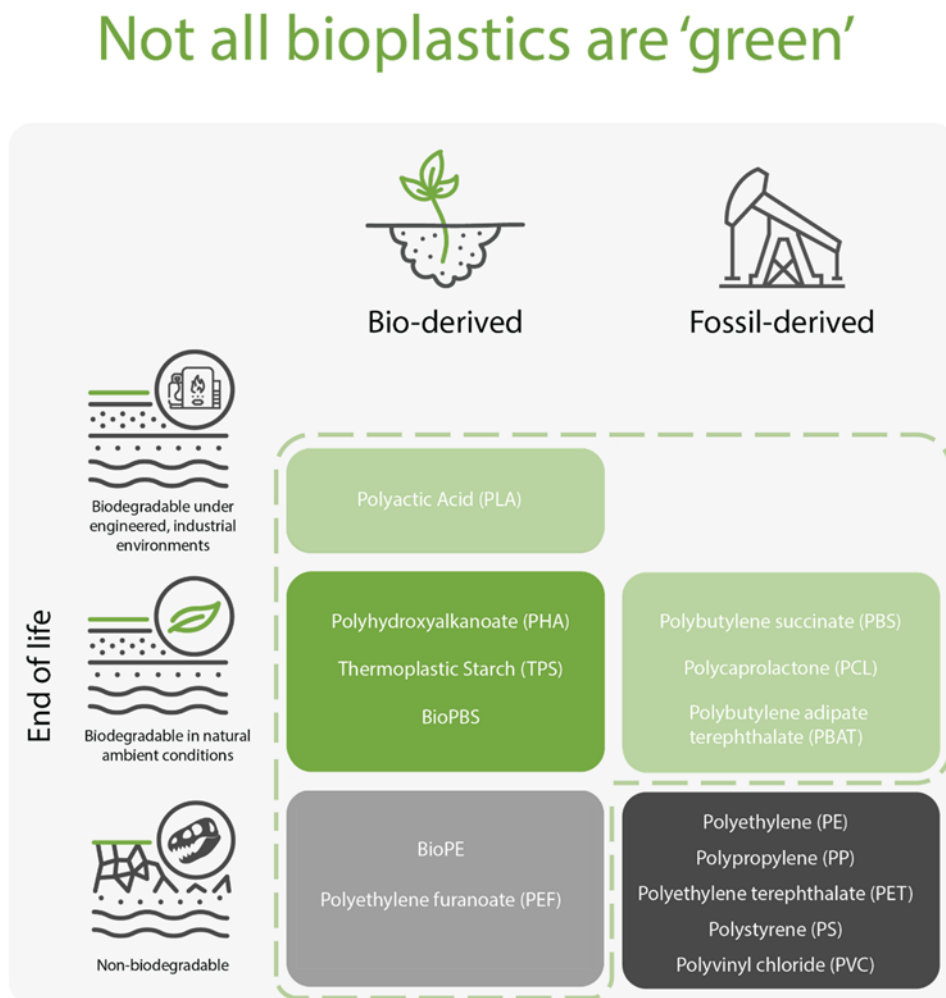 Not all bioplastics are ‘green’
Bio-derived
Fossil-derived
End of life
Biodegradable under
engineered, industrial
environments
Polyactic Acid (PLA)
Biodegradable in natural
ambient conditions
Polyhydroxyalkanoate (PHA)
Thermoplastic Starch (TPS)
BioPBS
Polybutylene succinate (PBS)
Polycaprolactone (PCL)
Polybutylene adipate
terephthalate (PBAT)
Non-biodegradable
BioPE
Polyethylene furanoate (PEF)
Polyethylene (PE)
Polypropylene (PP)
Polyethylene terephthalate (PET)
Polystyrene (PS)
Polyvinyl chloride (PVC)